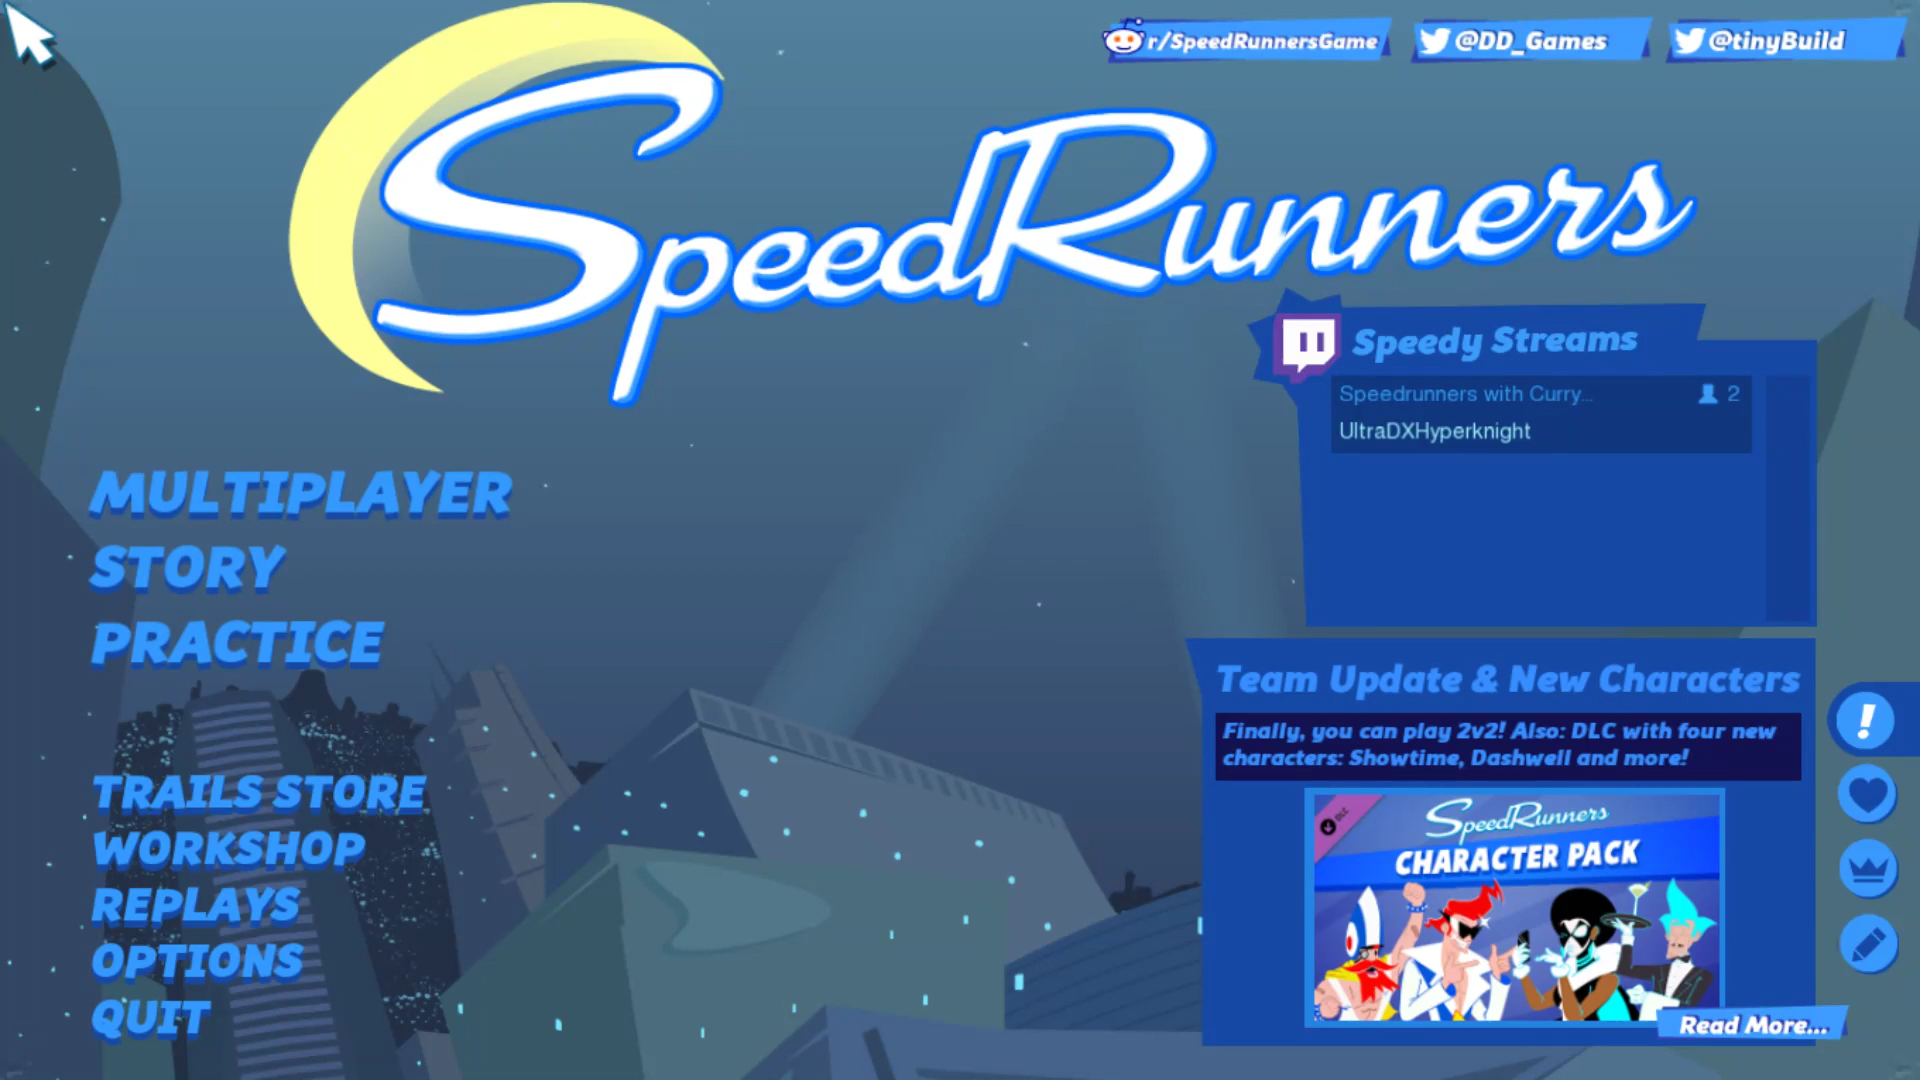 r/SpeedRunnersGame
@DD_Games
@tinyBuild
SpeedRunners
Speedy Streams
Speedrunners with Curry...
2
UltraDXHyperknight
MULTIPLAYER
STORY
PRACTICE
TRAILS STORE
WORKSHOP
REPLAYS
OPTIONS
QUIT
Team Update & New Characters
Finally, you can play 2v2! Also: DLC with four new
characters: Showtime, Dashwell and more!
DLC
SpeedRunners
CHARACTER PACK
Read More...